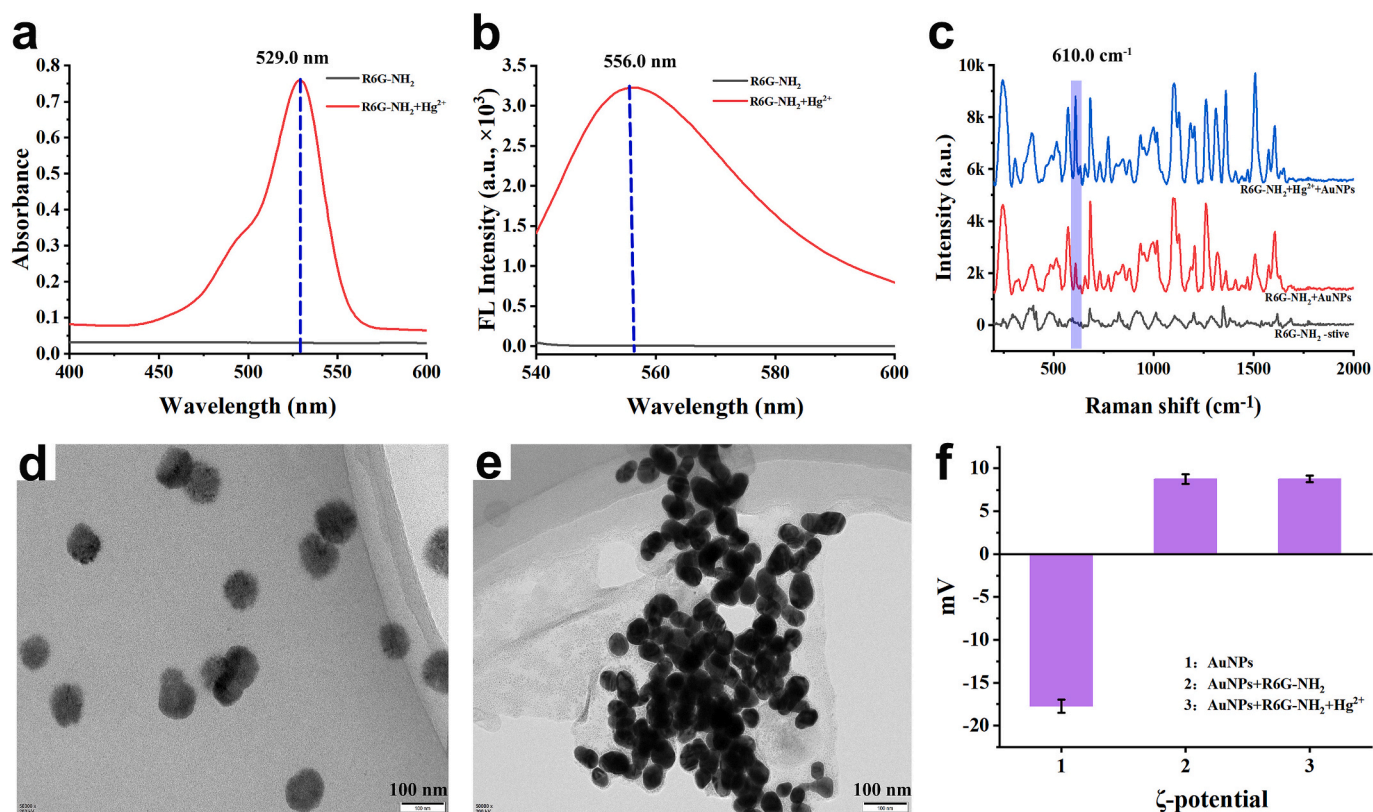 a
529.0 nm
R6G-NH₂
R6G-NH₂+Hg²⁺
0.8
0.7
0.6
0.5
0.4
0.3
0.2
0.1
0.0
Absorbance
400
450
500
550
600
Wavelength (nm)
b
556.0 nm
R6G-NH₂
R6G-NH₂+Hg²⁺
3.5
3.0
2.5
2.0
1.5
1.0
0.5
0.0
FL Intensity (a.u., ×10³)
540
560
580
600
Wavelength (nm)
c
610.0 cm⁻¹
10k
8k
6k
4k
2k
0
Intensity (a.u.)
R6G-NH₂+Hg²⁺+AuNPs
R6G-NH₂+AuNPs
R6G-NH₂ -stive
500
1000
1500
2000
Raman shift (cm⁻¹)
d
100 nm
100 nm
e
100 nm
100 nm
f
10
5
0
-5
-10
-15
-20
mV
1：AuNPs
2：AuNPs+R6G-NH₂
3：AuNPs+R6G-NH₂+Hg²⁺
1
2
3
ζ-potential